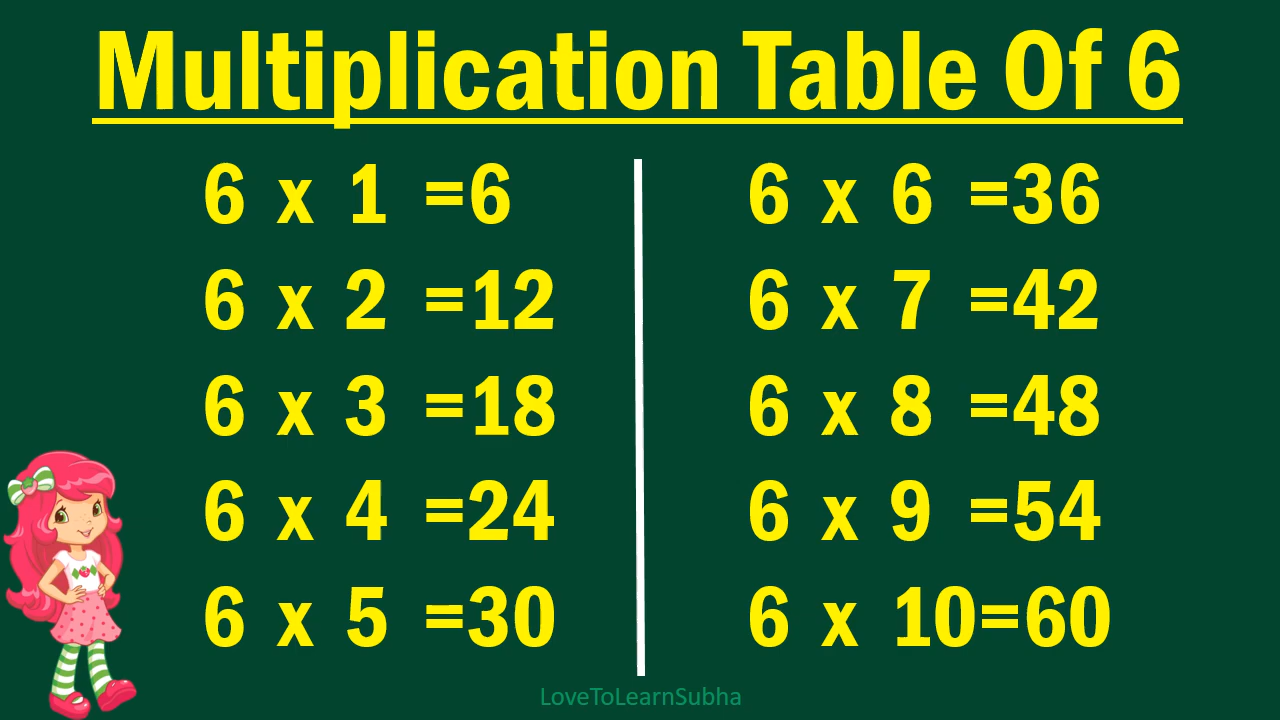 Multiplication Table Of 6
6 x 1 =6
6 x 2 =12
6 x 3 =18
6 x 4 =24
6 x 5 =30
6 x 6 =36
6 x 7 =42
6 x 8 =48
6 x 9 =54
6 x 10=60
LoveToLearnSubha